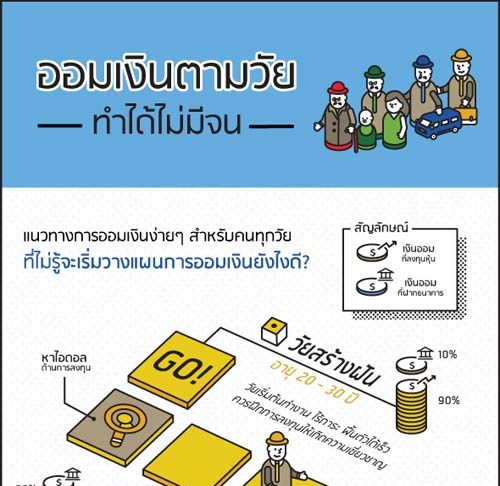 ออมเงินตามวัย
ทำได้ไม่มีจน
แนวทางการออมเงินง่ายๆ สำหรับคนทุกวัย
ที่ไม่รู้จะเริ่มวางแผนการออมเงินยังไงดี?
สัญลักษณ์
$ เงินออม
ที่ลงทุนหุ้น
$ เงินออม
ที่ฝากธนาคาร
GO!
วัยสร้างฝัน
อายุ 20 - 30 ปี
วัยเริ่มต้นทำงาน ไร้ภาระ ฟื้นตัวได้เร็ว
ควรฝึกการลงทุนให้เกิดความเชี่ยวชาญ
$ 10%
$ 90%
หาไอดอล
ด้านการลงทุน